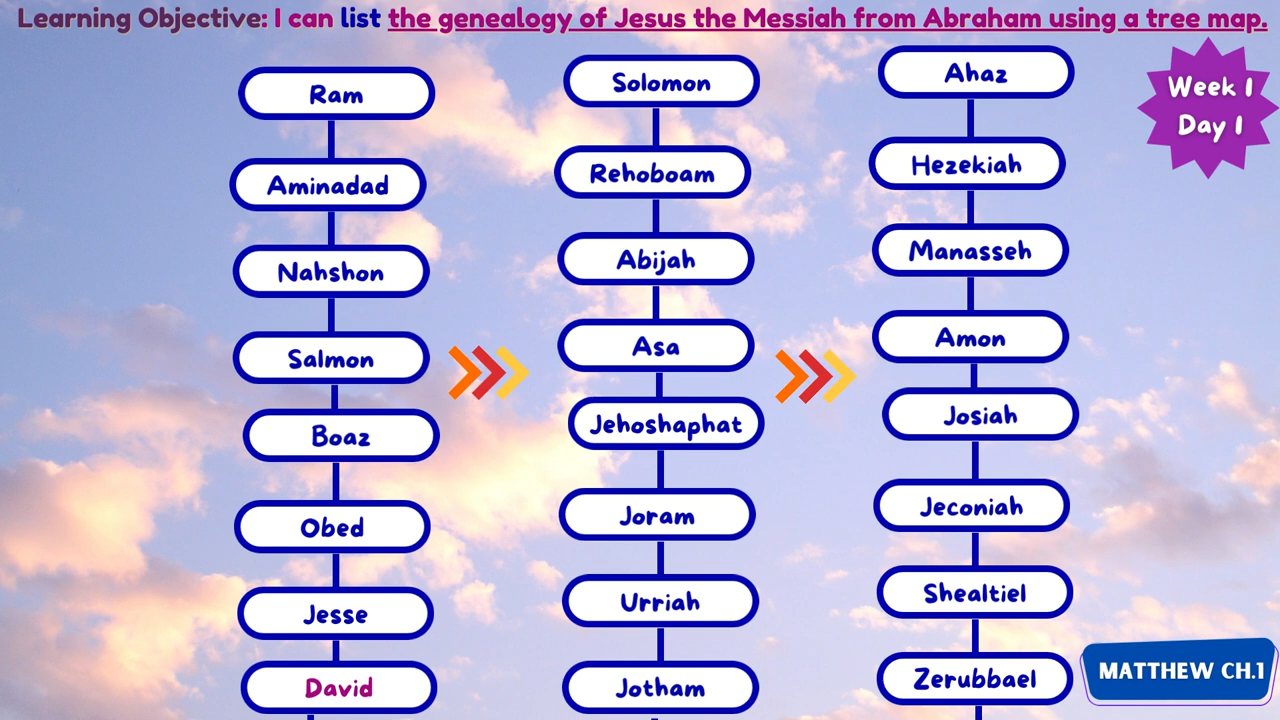 Learning Objective: I can list the genealogy of Jesus the Messiah from Abraham using a tree map.
Week 1
Day 1
Ram
Aminadad
Nahshon
Salmon
Boaz
Obed
Jesse
David
Solomon
Rehoboam
Abijah
Asa
Jehoshaphat
Joram
Urriah
Jotham
Ahaz
Hezekiah
Manasseh
Amon
Josiah
Jeconiah
Shealtiel
Zerubbael
MATTHEW CH.1